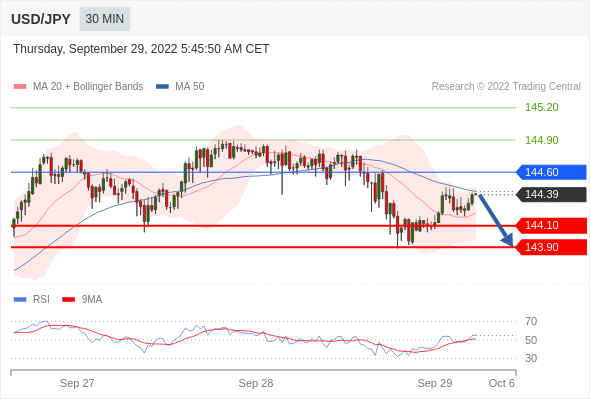 USD/JPY 30 MIN
Thursday, September 29, 2022 5:45:50 AM CET
MA 20 + Bollinger Bands MA 50 Research © 2022 Trading Central
145.20
144.90
144.60
144.39
144.10
143.90
RSI 9MA
70
50
30
Sep 27 Sep 28 Sep 29 Oct 6